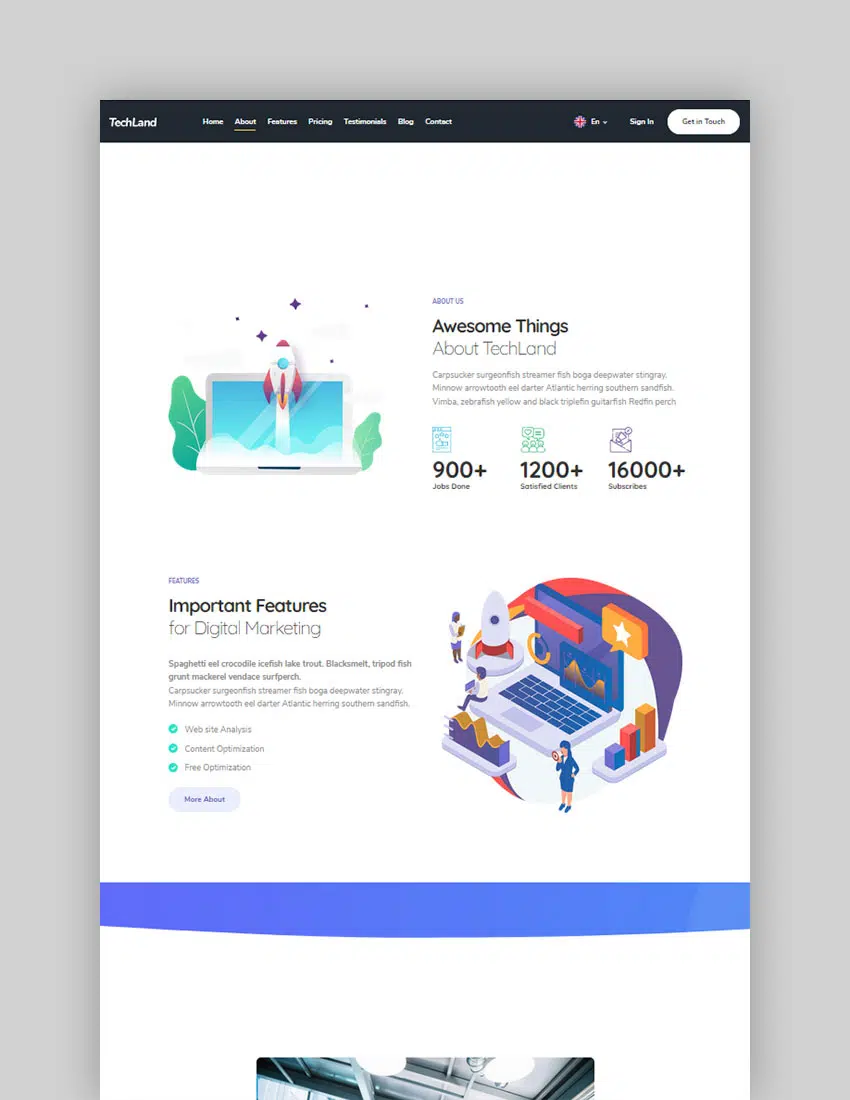 TechLand
Home About Features Pricing Testimonials Blog Contact
En
Sign In
Get in Touch
ABOUT US
Awesome Things
About TechLand
Carpsucker surgeonfish streamer fish boga deepwater stingray.
Minnow arrowtooth eel darter Atlantic herring southern sandfish.
Vimba, zebrafish yellow and black triplefin guitarfish Redfin perch
900+
Jobs Done
1200+
Satisfied Clients
16000+
Subscribes
FEATURES
Important Features
for Digital Marketing
Spaghetti eel crocodile icefish lake trout. Blacksmelt, tripod fish
grunt mackerel vendace surfperch.
Carpsucker surgeonfish streamer fish boga deepwater stingray.
Minnow arrowtooth eel darter Atlantic herring southern sandfish.
Web site Analysis
Content Optimization
Free Optimization
More About